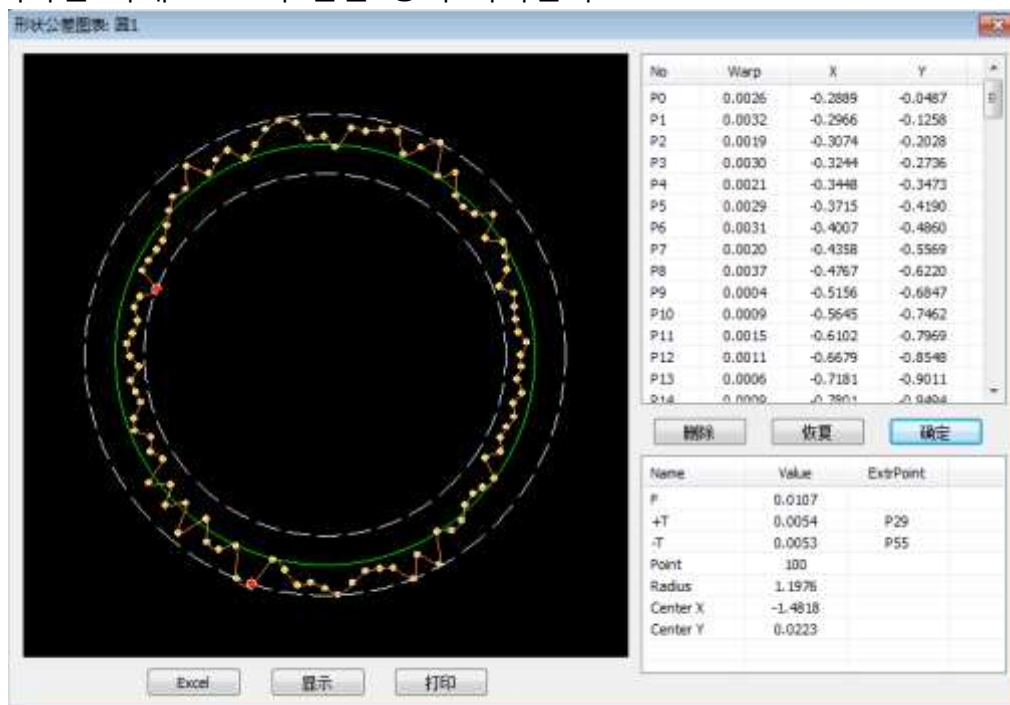 形状公差图表: 圆1
No Warp X Y
P0 0.0026 -0.2889 -0.0487
P1 0.0032 -0.2966 -0.1258
P2 0.0019 -0.3074 -0.2028
P3 0.0030 -0.3244 -0.2736
P4 0.0021 -0.3448 -0.3473
P5 0.0029 -0.3715 -0.4190
P6 0.0031 -0.4007 -0.4860
P7 0.0020 -0.4358 -0.5569
P8 0.0037 -0.4767 -0.6220
P9 0.0004 -0.5156 -0.6847
P10 0.0009 -0.5645 -0.7462
P11 0.0015 -0.6102 -0.7969
P12 0.0011 -0.6679 -0.8548
P13 0.0006 -0.7181 -0.9011
P14 0.0009 -0.7801 -0.9494
删除 恢复 确定
Name Value ExtrPoint
F 0.0107
+T 0.0054 P29
-T 0.0053 P55
Point 100
Radius 1.1976
Center X -1.4818
Center Y 0.0223
Excel 显示 打印